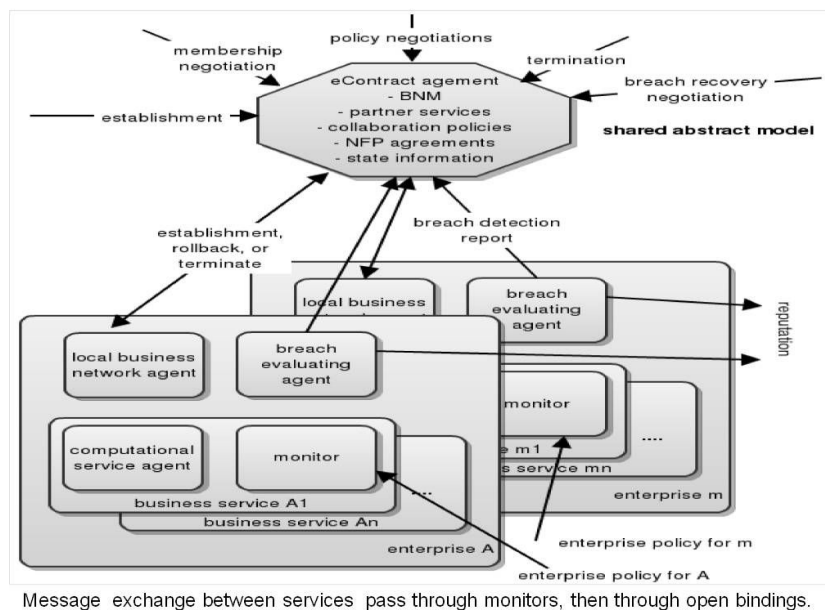 policy negotiations
membership
negotiation
termination
eContract agement
- BNM
- partner services
- collaboration policies
- NFP agreements
- state information
breach recovery
negotiation
establishment
shared abstract model
establishment,
rollback, or
terminate
breach detection
report
local business
breach
evaluating
agent
reputation
local business
network agent
breach
evaluating
agent
monitor
....
e m1
s service mn
enterprise m
computational
service agent
monitor
....
business service A1
business service An
enterprise A
enterprise policy for m
enterprise policy for A
Message exchange between services pass through monitors, then through open bindings.